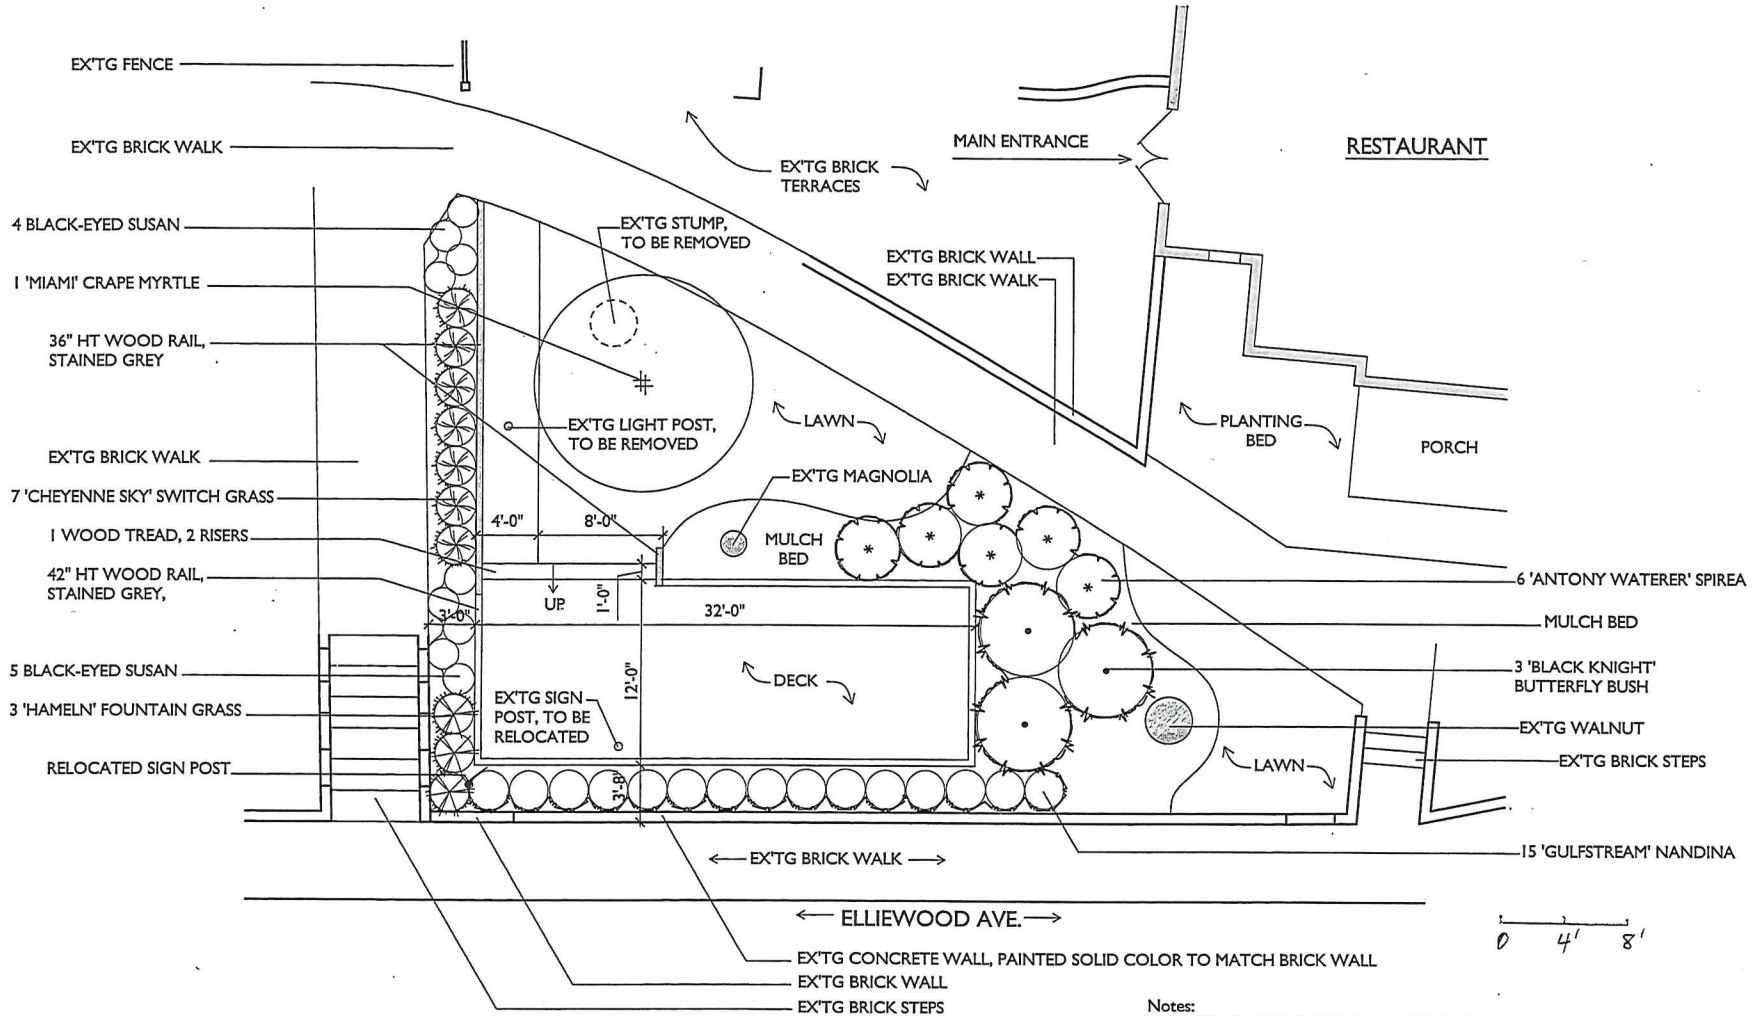 EX'TG FENCE
EX'TG BRICK WALK
4 BLACK-EYED SUSAN
1 'MIAMI' CRAPE MYRTLE
36" HT WOOD RAIL,
STAINED GREY
EX'TG BRICK WALK
7 'CHEYENNE SKY' SWITCH GRASS
1 WOOD TREAD, 2 RISERS
42" HT WOOD RAIL,
STAINED GREY,
5 BLACK-EYED SUSAN
3 'HAMELN' FOUNTAIN GRASS
RELOCATED SIGN POST
EX'TG BRICK
TERRACES
MAIN ENTRANCE
RESTAURANT
EX'TG STUMP,
TO BE REMOVED
EX'TG BRICK WALL
EX'TG BRICK WALK
EX'TG LIGHT POST,
TO BE REMOVED
LAWN
PLANTING
BED
PORCH
EX'TG MAGNOLIA
4'-0"
8'-0"
MULCH
BED
UP
1'-0"
3'-0"
32'-0"
12'-0"
DECK
EX'TG SIGN
POST, TO BE
RELOCATED
3'-8"
6 'ANTONY WATERER' SPIREA
MULCH BED
3 'BLACK KNIGHT'
BUTTERFLY BUSH
EX'TG WALNUT
EX'TG BRICK STEPS
LAWN
15 'GULFSTREAM' NANDINA
EX'TG BRICK WALK
ELLIEWOOD AVE.
EX'TG CONCRETE WALL, PAINTED SOLID COLOR TO MATCH BRICK WALL
EX'TG BRICK WALL
EX'TG BRICK STEPS
0 4' 8'
Notes: